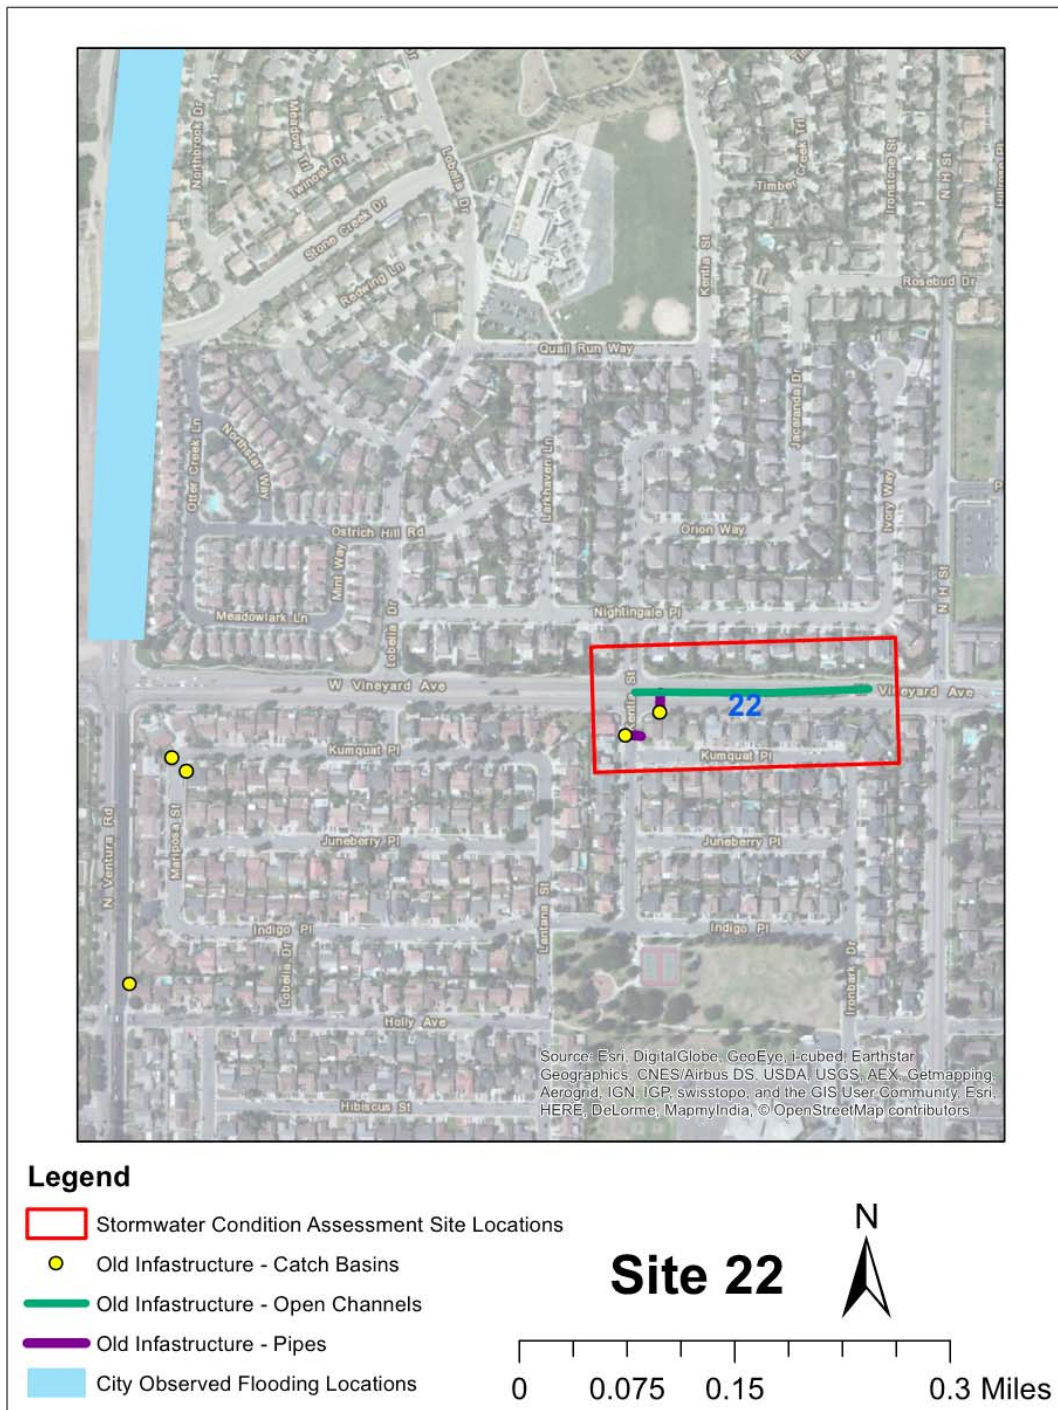 Dr
Tim
Northbrook Dr
Meadow Trl
Twinoak Dr
Lobelia Dr
Timber Creek Trl
Ironstone St
N H St
Stone Creek Dr
Redwing Ln
Kentia St
Rosebud Dr
Quail Run Way
Jacaranda Dr
Otter Creek Ln
Northstar Way
Larkhaven Ln
Ivory Way
Ostrich Hill Rd
Orion Way
Mint Way
N H St
Meadowlark Ln
Lobelia Dr
Nightingale Pl
W Vineyard Ave
Kentia St
22
Vineyard Ave
Kumquat Pl
Kumquat Pl
N Ventura Rd
Mariposa St
Juneberry Pl
Juneberry Pl
Lantana St
Indigo Pl
Indigo Pl
Lobelia Dr
Ironbark Dr
Holly Ave
Hibiscus St
Source: Esri, DigitalGlobe, GeoEye, i-cubed, Earthstar
Geographics, CNES/Airbus DS, USDA, USGS, AEX, Getmapping,
Aerogrid, IGN, IGP, swisstopo, and the GIS User Community, Esri,
HERE, DeLorme, MapmyIndia, © OpenStreetMap contributors
Legend
Stormwater Condition Assessment Site Locations
Old Infastructure - Catch Basins
Old Infastructure - Open Channels
Old Infastructure - Pipes
City Observed Flooding Locations
Site 22
N
0 0.075 0.15 0.3 Miles